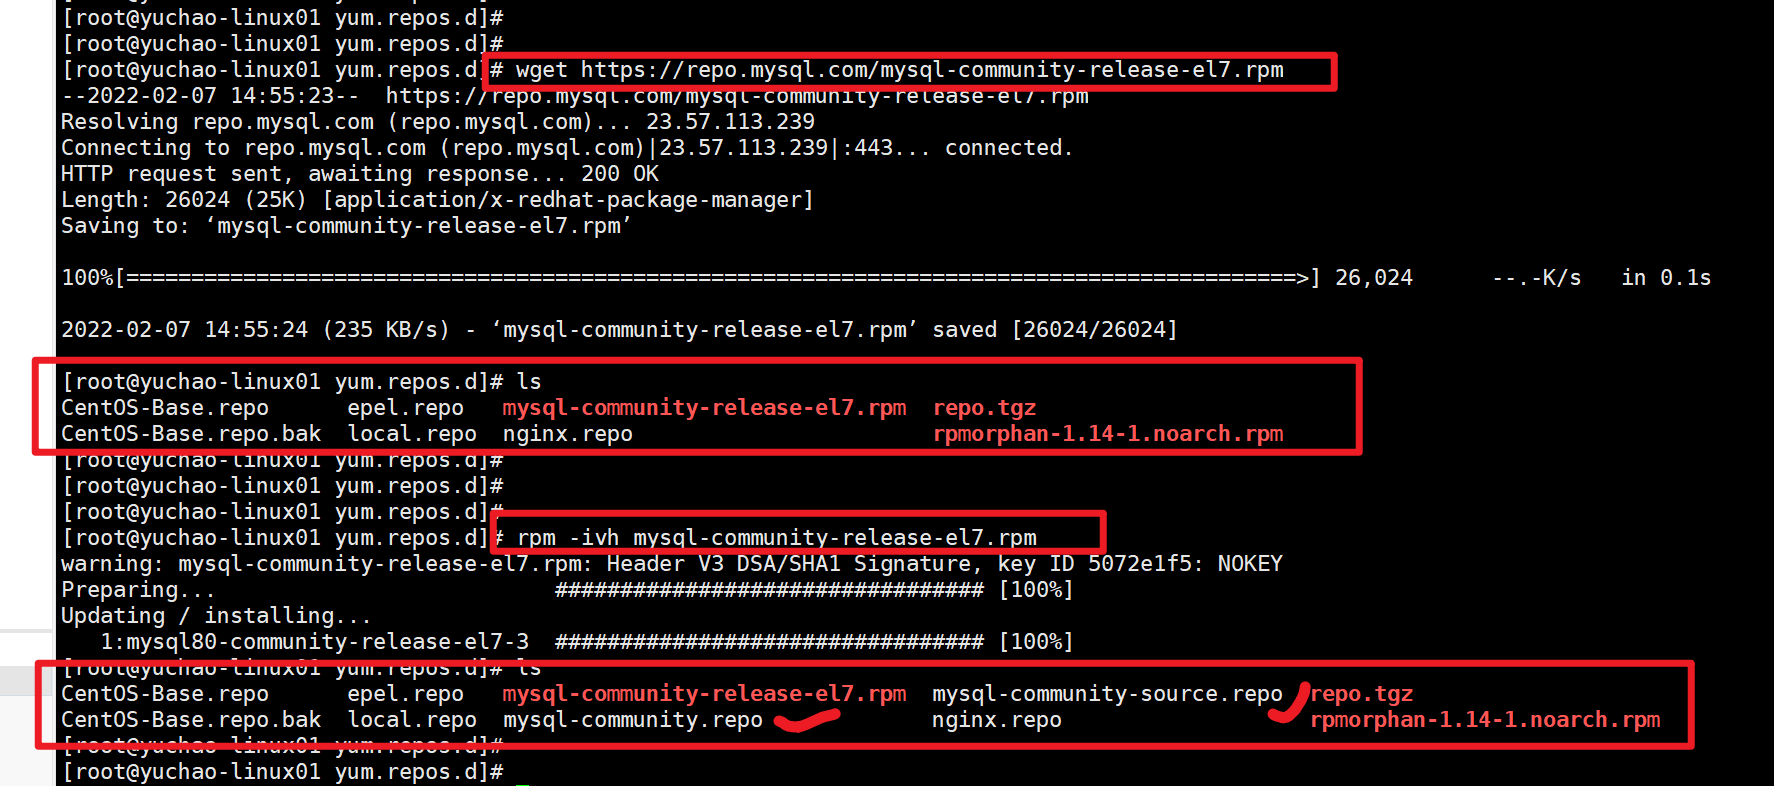 [root@yuchao-linux01 yum.repos.d]#
[root@yuchao-linux01 yum.repos.d]#
[root@yuchao-linux01 yum.repos.d]# wget https://repo.mysql.com/mysql-community-release-el7.rpm
--2022-02-07 14:55:23--  https://repo.mysql.com/mysql-community-release-el7.rpm
Resolving repo.mysql.com (repo.mysql.com)... 23.57.113.239
Connecting to repo.mysql.com (repo.mysql.com)|23.57.113.239|:443... connected.
HTTP request sent, awaiting response... 200 OK
Length: 26024 (25K) [application/x-redhat-package-manager]
Saving to: ‘mysql-community-release-el7.rpm’
100%[==========================================================================================>] 26,024      --.-K/s   in 0.1s
2022-02-07 14:55:24 (235 KB/s) - ‘mysql-community-release-el7.rpm’ saved [26024/26024]
[root@yuchao-linux01 yum.repos.d]# ls
CentOS-Base.repo      epel.repo   mysql-community-release-el7.rpm  repo.tgz
CentOS-Base.repo.bak  local.repo  nginx.repo                       rpmorphan-1.14-1.noarch.rpm
[root@yuchao-linux01 yum.repos.d]#
[root@yuchao-linux01 yum.repos.d]#
[root@yuchao-linux01 yum.repos.d]#
[root@yuchao-linux01 yum.repos.d]# rpm -ivh mysql-community-release-el7.rpm
warning: mysql-community-release-el7.rpm: Header V3 DSA/SHA1 Signature, key ID 5072e1f5: NOKEY
Preparing...                          ################################# [100%]
Updating / installing...
   1:mysql80-community-release-el7-3  ################################# [100%]
[root@yuchao-linux01 yum.repos.d]# ls
CentOS-Base.repo      epel.repo   mysql-community-release-el7.rpm  mysql-community-source.repo  repo.tgz
CentOS-Base.repo.bak  local.repo  mysql-community.repo             nginx.repo                   rpmorphan-1.14-1.noarch.rpm
[root@yuchao-linux01 yum.repos.d]#
[root@yuchao-linux01 yum.repos.d]#